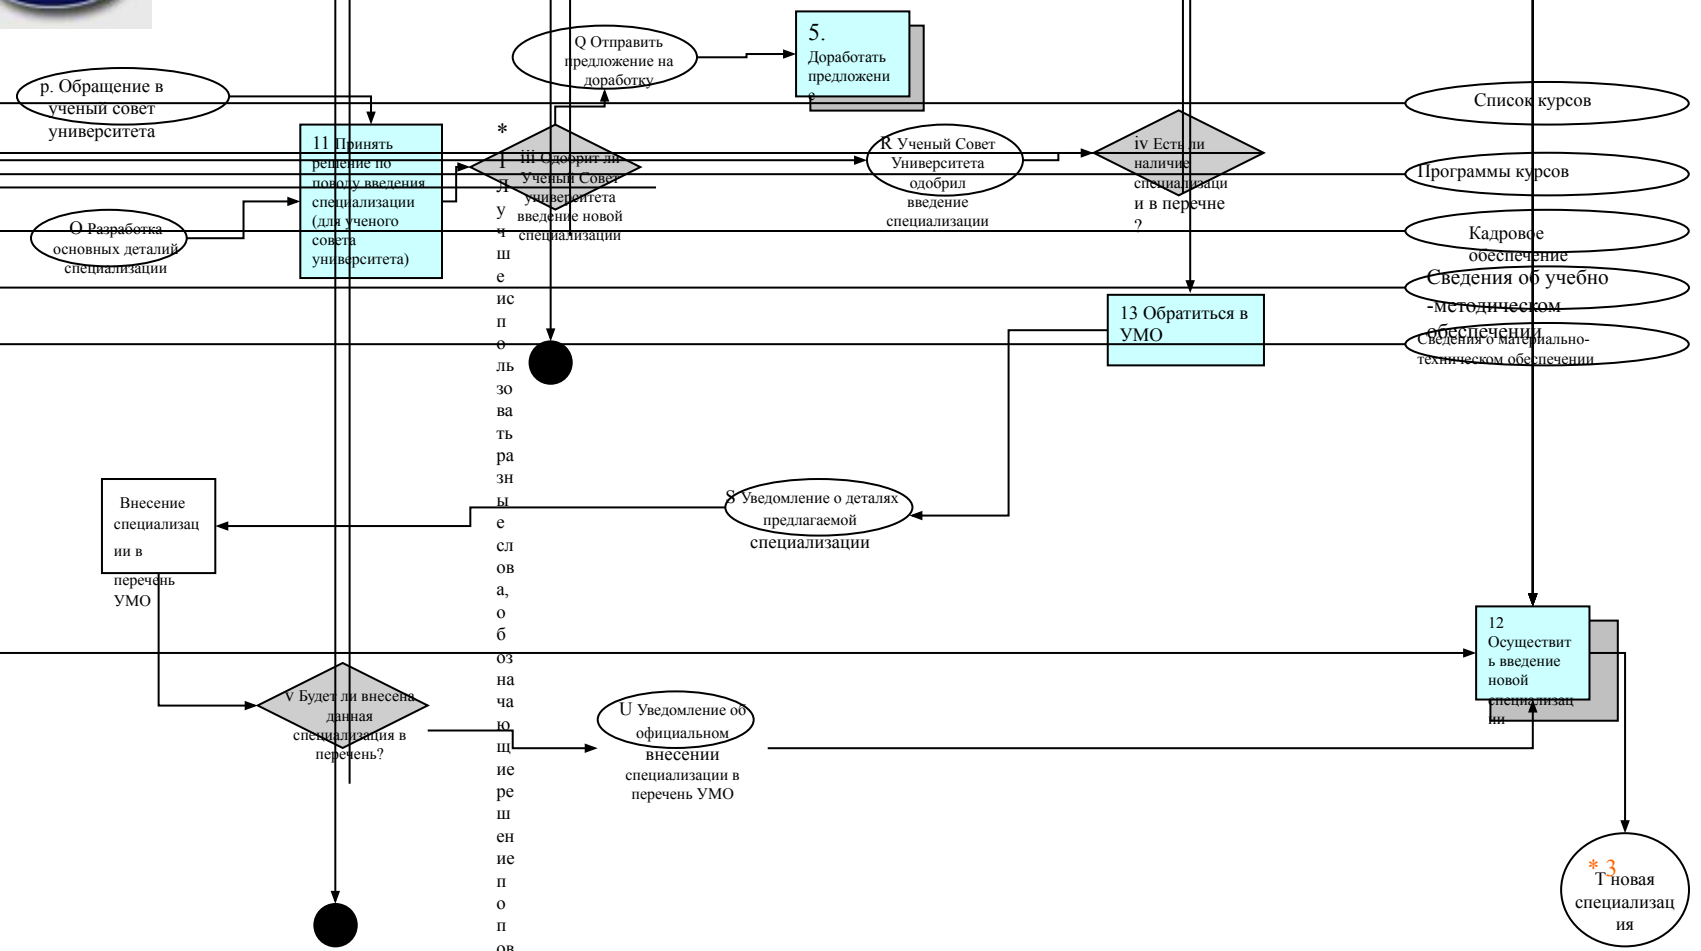 Q Отправить
предложение на
доработку
5.
Доработать
предложени
е
р. Обращение в
ученый совет
университета
Список курсов
11 Принять
решение по
поводу введения
специализации
(для ученого
совета
университета)
iii Одобрит ли
Ученый Совет
университета
введение новой
специализации
R Ученый Совет
Университета
одобрил
введение
специализации
iv Есть ли
наличие
специализаци
и в перечне
?
Программы курсов
О Разработка
основных деталий
специализации
Кадровое
обеспечение
Сведения об учебно
-методическом
обеспечении
Сведения о материально-
техническом обеспечении
13 Обратиться в
УМО
*
1
Л
у
ч
ш
е
ис
п
о
ль
зо
ва
ть
ра
зн
ы
е
сл
ов
а,
о
б
оз
на
ча
ю
щ
ие
ре
ш
ен
ие
п
о
п
ов
S Уведомление о деталях
предлагаемой
специализации
Внесение
специализац
ии в
перечень
УМО
12
Осуществит
ь введение
новой
специализац
ии
v Будет ли внесена
данная
специализация в
перечень?
U Уведомление об
официальном
внесении
специализации в
перечень УМО
* 3
Т новая
специализац
ия